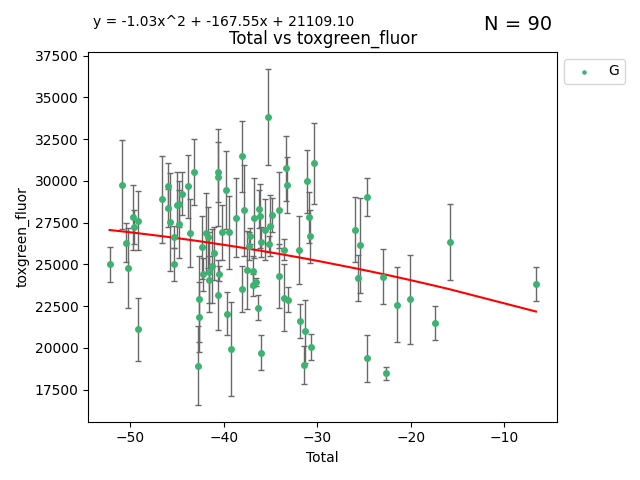 y = -1.03x^2 + -167.55x + 21109.10
N = 90
Total vs toxgreen_fluor
G
37500
35000
32500
30000
27500
25000
22500
20000
17500
toxgreen_fluor
−50 −40 −30 −20 −10
Total